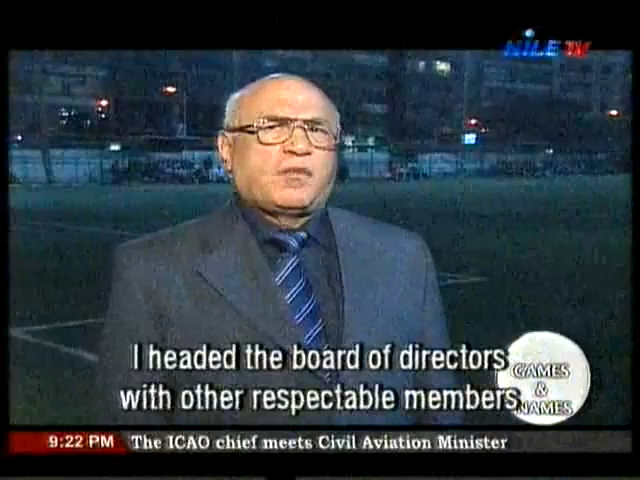 NILE TV
I headed the board of directors
with other respectable members
GAMES
&
NAMES
9:22 PM The ICAO chief meets Civil Aviation Minister